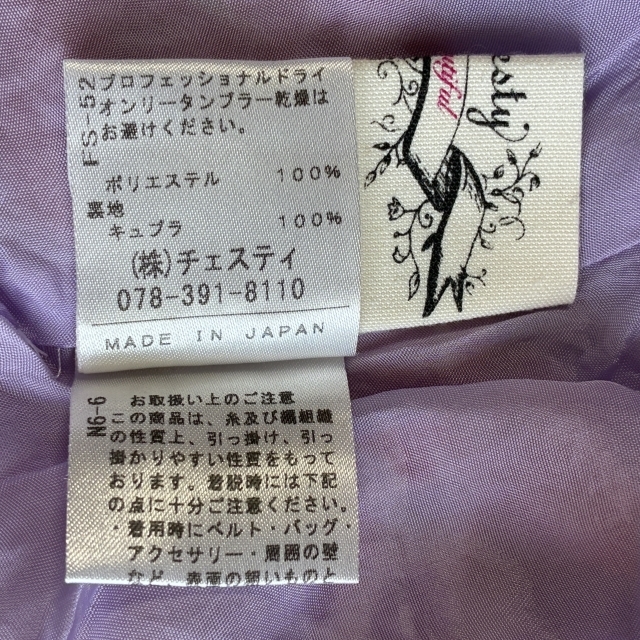 FS-52
プロフェッショナルドライ
オンリータンブラー乾燥は
お避けください。
ポリエステル 100%
裏地
キュプラ 100%
(株)チェスティ
078-391-8110
MADE IN JAPAN
esty
utiful
N6-6
お取扱い上のご注意
この商品は、糸及び編組織
の性質上、引っ掛け、引っ
掛かりやすい性質をもって
おります。着脱時には下記
の点に十分ご注意ください。
・着用時にベルト・バッグ・
アクセサリー・周囲の壁
など、表面の粗いものと